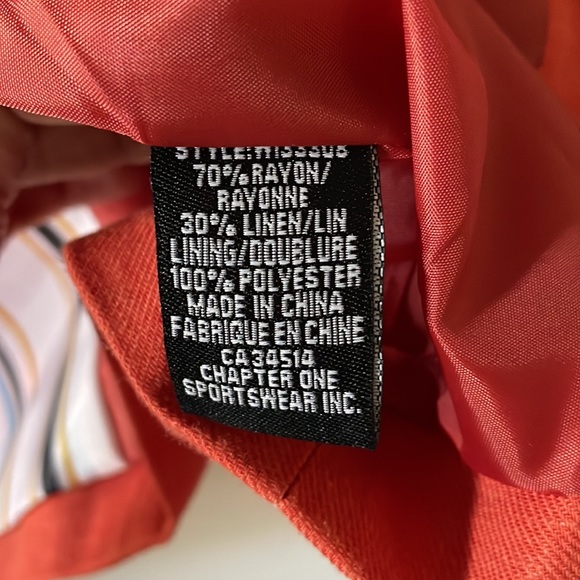 70% RAYON/
RAYONNE
30% LINEN/LIN
LINING/DOUBLURE
100% POLYESTER
MADE IN CHINA
FABRIQUE EN CHINE
CA 34514
CHAPTER ONE
SPORTSWEAR INC.